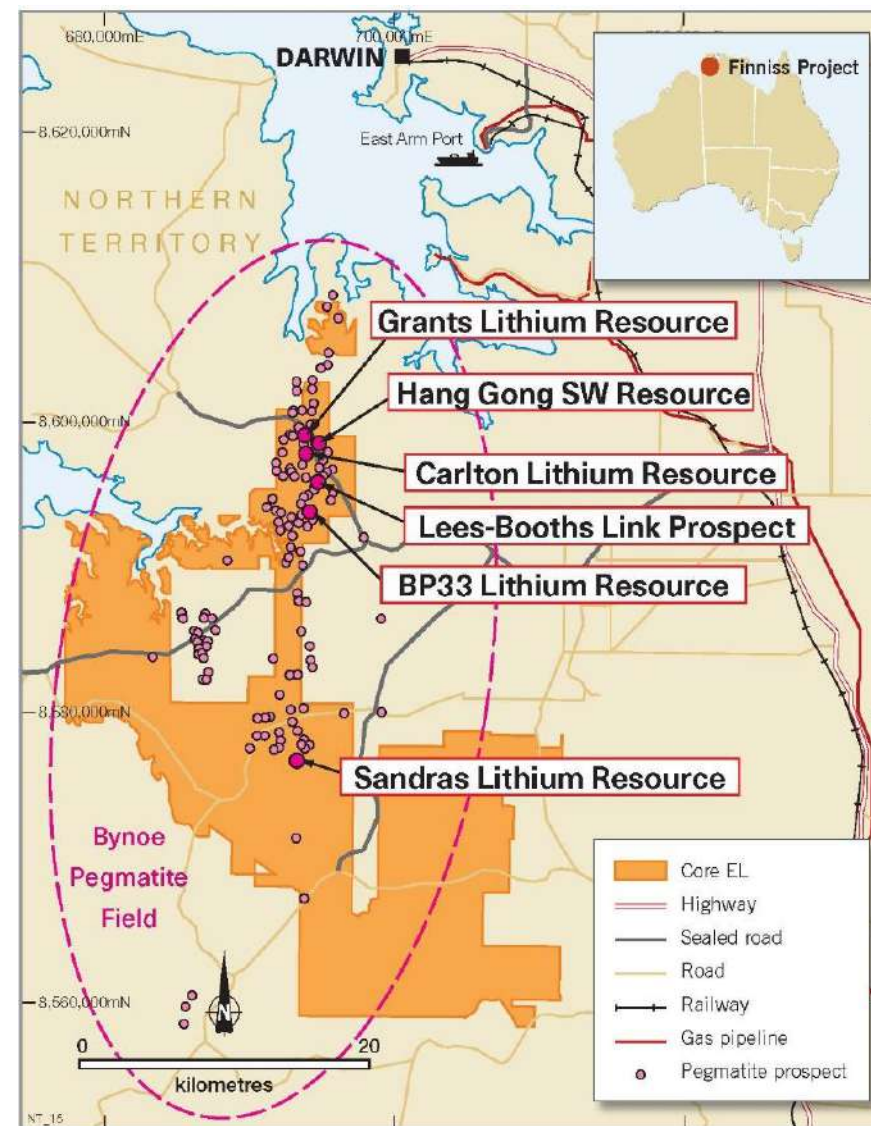 680,000mE
700,000mE
DARWIN
Finniss Project
8,620,000mN
East Arm Port
NORTHERN
TERRITORY
Grants Lithium Resource
Hang Gong SW Resource
8,600,000mN
Carlton Lithium Resource
Lees-Booths Link Prospect
BP33 Lithium Resource
8,580,000mN
Sandras Lithium Resource
Bynoe
Pegmatite
Field
Core EL
Highway
Sealed road
Road
Railway
Gas pipeline
Pegmatite prospect
8,560,000mN
N
0
20
kilometres
NT_15